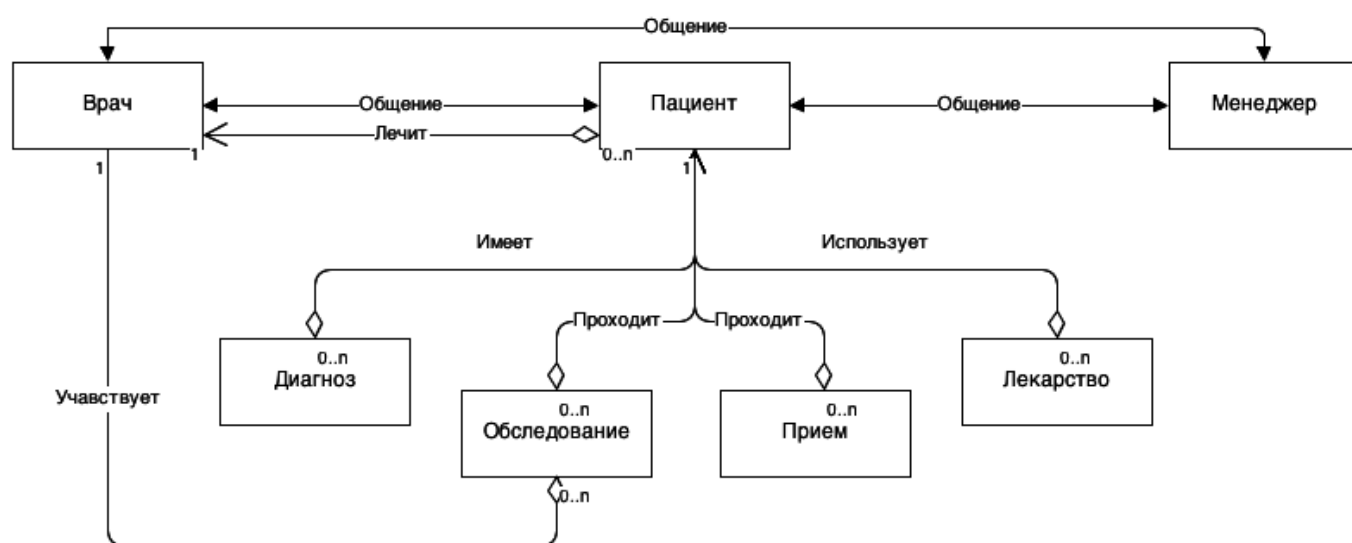 Общение
Врач
Общение
Пациент
Общение
Менеджер
Лечит
1
0..n
1
1
Имеет
Использует
Проходит
Проходит
0..n
Диагноз
0..n
Лекарство
Учавствует
0..n
Обследование
0..n
Прием
0..n